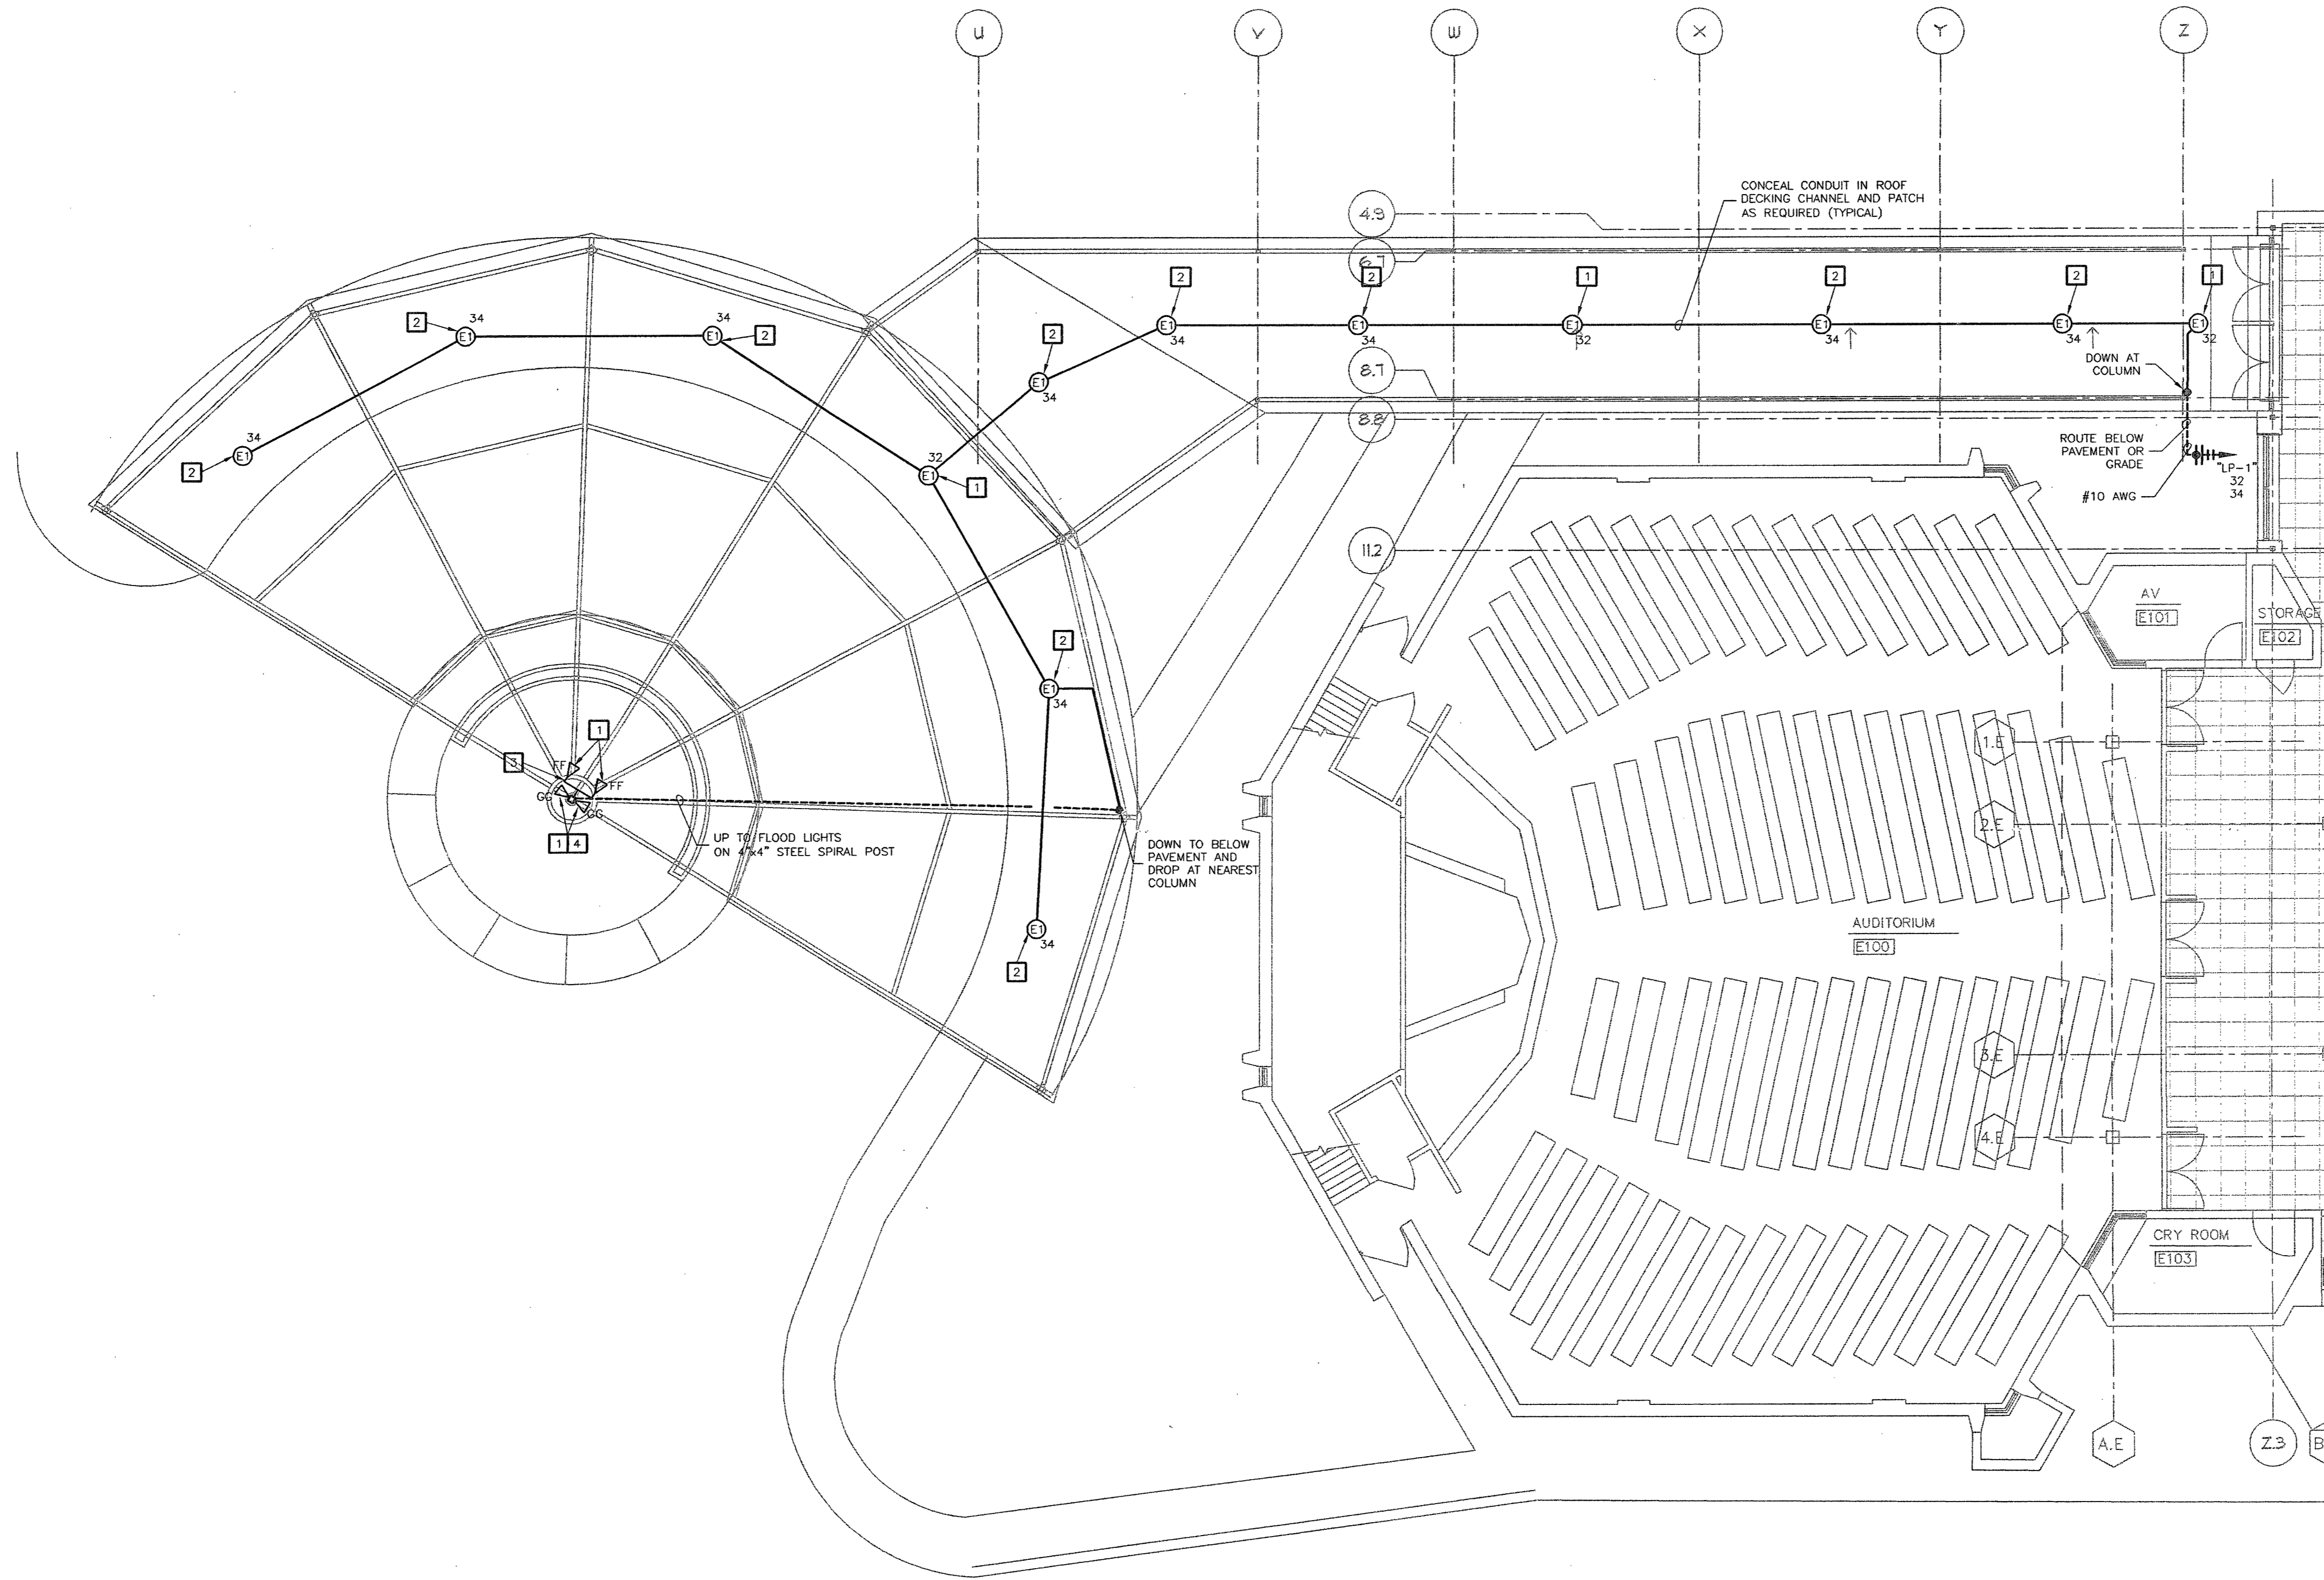 U
V
W
X
Y
Z
CONCEAL CONDUIT IN ROOF
DECKING CHANNEL AND PATCH
AS REQUIRED (TYPICAL)
4.9
6.7
2
2
1
2
2
1
E1
34
E1
34
E1
32
E1
34
E1
34
E1
32
2
E1
34
2
34
E1
34
E1
2
34
E1
2
8.7
DOWN AT
COLUMN
8.8
ROUTE BELOW
PAVEMENT OR
GRADE
"LP-1"
32
34
#10 AWG
32
E1
1
11.2
AV
E101
STORAGE
E102
2
E1
34
1
3
FF
FF
GG
GG
1 4
UP TO FLOOD LIGHTS
ON 4"x4" STEEL SPIRAL POST
DOWN TO BELOW
PAVEMENT AND
DROP AT NEAREST
COLUMN
1.E
2.E
AUDITORIUM
E100
E1
34
2
3.E
4.E
CRY ROOM
E103
A.E
Z.3
B